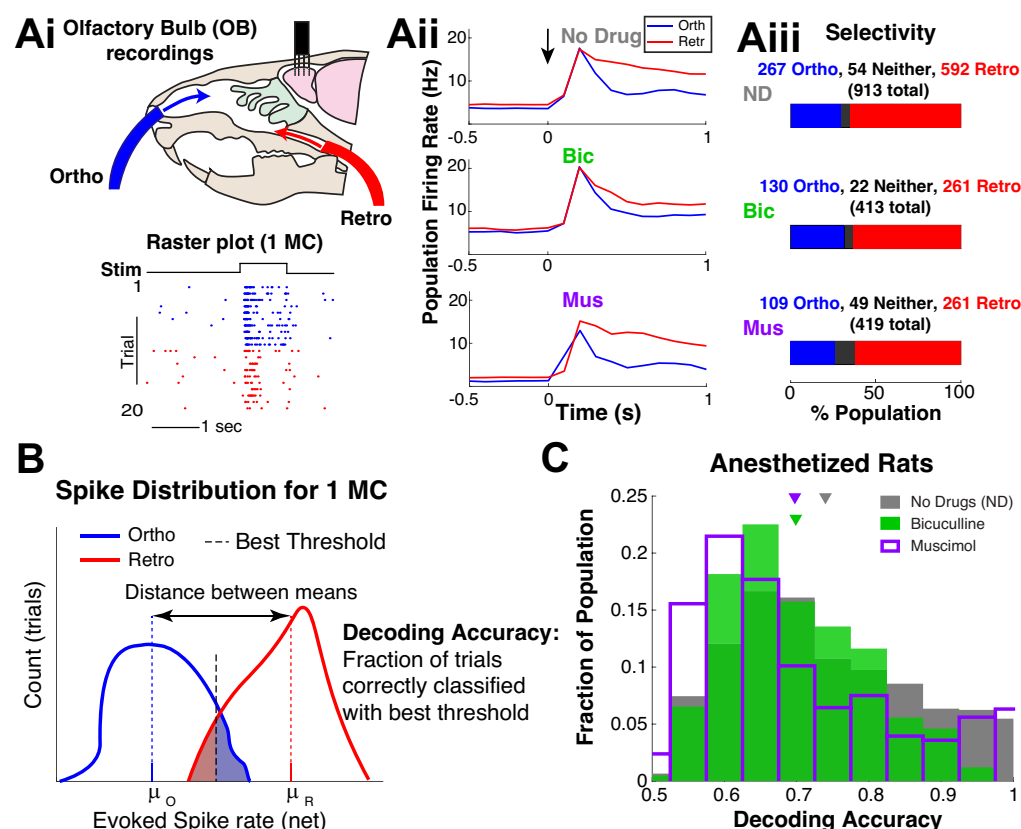 Ai
Olfactory Bulb (OB)
recordings
Ortho
Retro
Raster plot (1 MC)
Stim
1
Trial
20
1 sec
Aii
Population Firing Rate (Hz)
20
10
No Drug
Orth
Retr
-0.5
0
1
20
10
Bic
-0.5
0
1
20
10
Mus
-0.5
0
1
Time (s)
Aiii
Selectivity
267 Ortho, 54 Neither, 592 Retro
(913 total)
ND
130 Ortho, 22 Neither, 261 Retro
(413 total)
Bic
109 Ortho, 49 Neither, 261 Retro
(419 total)
Mus
0 50 100
% Population
B
Spike Distribution for 1 MC
Ortho
Retro
Best Threshold
Distance between means
Decoding Accuracy:
Fraction of trials
correctly classified
with best threshold
Count (trials)
μ O
μ R
Evoked Spike rate (net)
C
Anesthetized Rats
No Drugs (ND)
Bicuculline
Muscimol
Fraction of Population
0.25
0.2
0.15
0.1
0.05
0
0.5 0.6 0.7 0.8 0.9 1
Decoding Accuracy